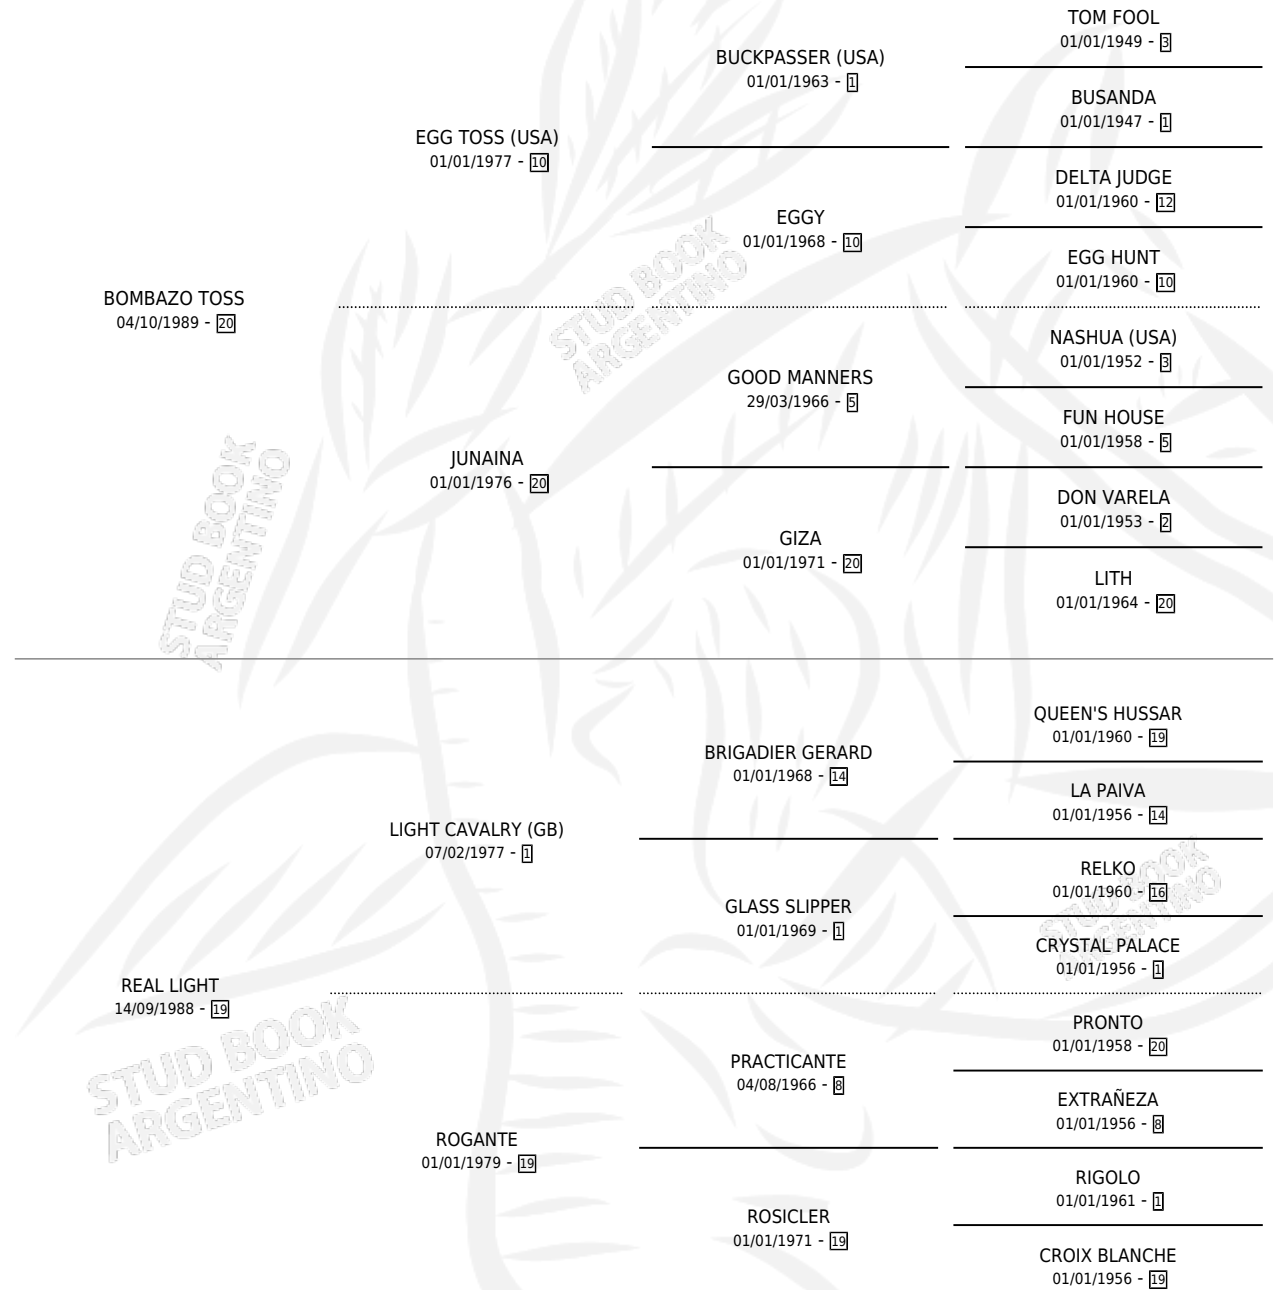 TOM FOOL
01/01/1949 - 3
BUCKPASSER (USA)
01/01/1963 - 1
BUSANDA
01/01/1947 - 1
EGG TOSS (USA)
01/01/1977 - 10
DELTA JUDGE
01/01/1960 - 12
EGGY
01/01/1968 - 10
EGG HUNT
01/01/1960 - 10
BOMBAZO TOSS
04/10/1989 - 20
NASHUA (USA)
01/01/1952 - 3
GOOD MANNERS
29/03/1966 - 5
FUN HOUSE
01/01/1958 - 5
JUNAINA
01/01/1976 - 20
DON VARELA
01/01/1953 - 2
GIZA
01/01/1971 - 20
LITH
01/01/1964 - 20
QUEEN'S HUSSAR
01/01/1960 - 19
BRIGADIER GERARD
01/01/1968 - 14
LA PAIVA
01/01/1956 - 14
LIGHT CAVALRY (GB)
07/02/1977 - 1
RELKO
01/01/1960 - 16
GLASS SLIPPER
01/01/1969 - 1
CRYSTAL PALACE
01/01/1956 - 1
REAL LIGHT
14/09/1988 - 19
PRONTO
01/01/1958 - 20
PRACTICANTE
04/08/1966 - 8
EXTRAÑEZA
01/01/1956 - 8
ROGANTE
01/01/1979 - 19
RIGOLO
01/01/1961 - 1
ROSICLER
01/01/1971 - 19
CROIX BLANCHE
01/01/1956 - 19
STUD BOOK
ARGENTINO
STUD BOOK
ARGENTINO
STUD BOOK
ARGENTINO
STUD BOOK
ARGENTINO